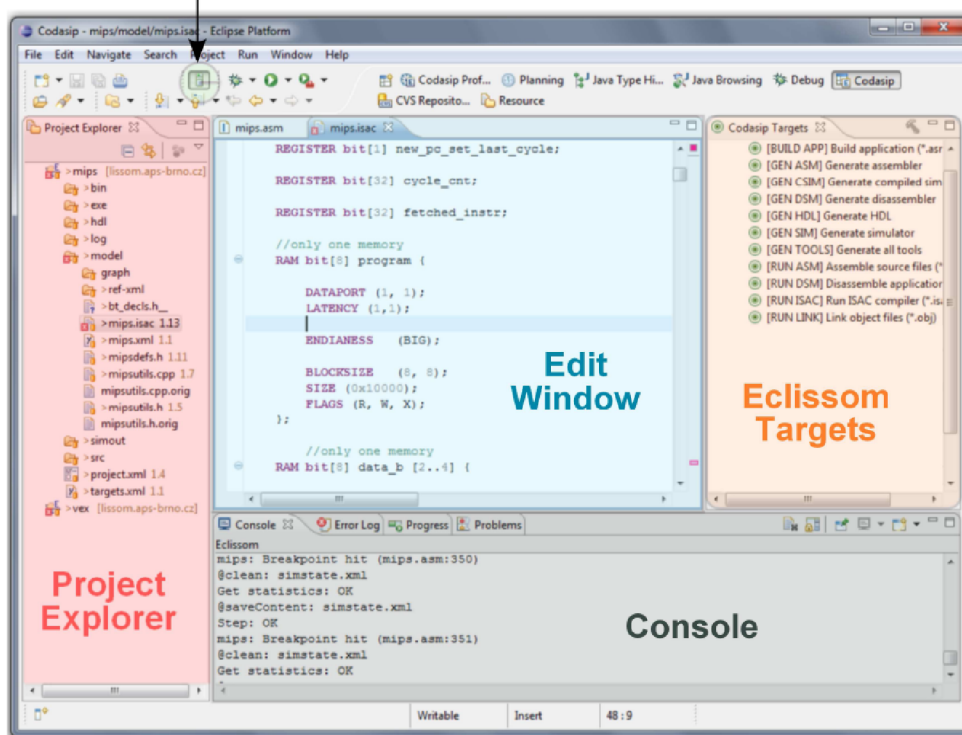 Codasip - mips/model/mips.isac - Eclipse Platform
File Edit Navigate Search Project Run Window Help
Codasip Prof... Planning Java Type Hi... Java Browsing Debug Codasip
CVS Reposito... Resource
Project Explorer
>mips [lissom.aps-brno.cz]
>bin
>exe
>hdl
>log
>model
graph
>ref-xml
>bt_decls.h__
>mips.isac 1.13
>mips.xml 1.1
>mipsdefs.h 1.11
>mipsutils.cpp 1.7
mipsutils.cpp.orig
>mipsutils.h 1.5
mipsutils.h.orig
>simout
>src
>project.xml 1.4
>targets.xml 1.1
>vex [lissom.aps-brno.cz]
Project
Explorer
mips.asm mips.isac
REGISTER bit[1] new_pc_set_last_cycle;
REGISTER bit[32] cycle_cnt;
REGISTER bit[32] fetched_instr;
//only one memory
RAM bit[8] program {
DATAPORT (1, 1);
LATENCY (1,1);
ENDIANESS (BIG);
BLOCKSIZE (8, 8);
SIZE (0x10000);
FLAGS (R, W, X);
};
//only one memory
RAM bit[8] data_b [2..4] {
Edit
Window
Codasip Targets
[BUILD APP] Build application (*.asr
[GEN ASM] Generate assembler
[GEN CSIM] Generate compiled sim
[GEN DSM] Generate disassembler
[GEN HDL] Generate HDL
[GEN SIM] Generate simulator
[GEN TOOLS] Generate all tools
[RUN ASM] Assemble source files (*
[RUN DSM] Disassemble application
[RUN ISAC] Run ISAC compiler (*.isa
[RUN LINK] Link object files (*.obj)
Eclissom
Targets
Console Error Log Progress Problems
Eclissom
mips: Breakpoint hit (mips.asm:350)
@clean: simstate.xml
Get statistics: OK
@saveContent: simstate.xml
Step: OK
mips: Breakpoint hit (mips.asm:351)
@clean: simstate.xml
Get statistics: OK
Console
Writable Insert 48 : 9